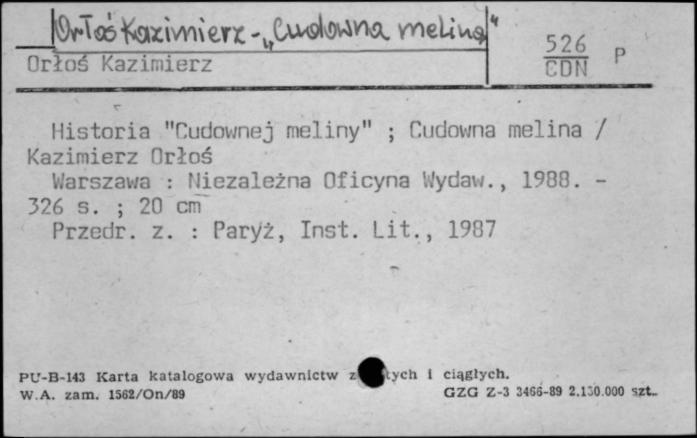 Orłoś Kazimierz - „Cudowna melina"
Orłoś Kazimierz
526 P
CDN
Historia "Cudownej meliny" ; Cudowna melina /
Kazimierz Orłoś
Warszawa : Niezależna Oficyna Wydaw., 1988. -
326 s. ; 20 cm
Przedr. z. : Paryż, Inst. Lit., 1987
PU-B-143 Karta katalogowa wydawnictw i ciągłych.
W.A. zam. 1562/On/89 GZG Z-3 3466-89 2.150.000 szt.